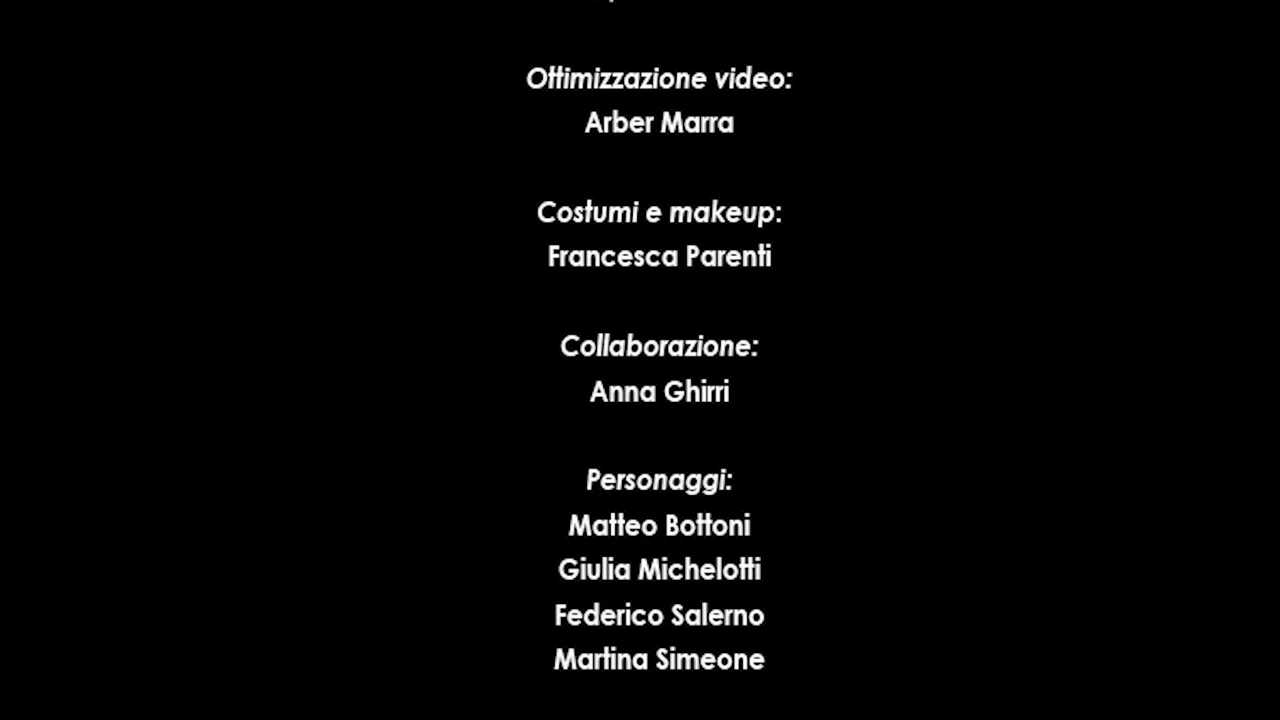 Ottimizzazione video:
Arber Marra
Costumi e makeup:
Francesca Parenti
Collaborazione:
Anna Ghirri
Personaggi:
Matteo Bottoni
Giulia Michelotti
Federico Salerno
Martina Simeone